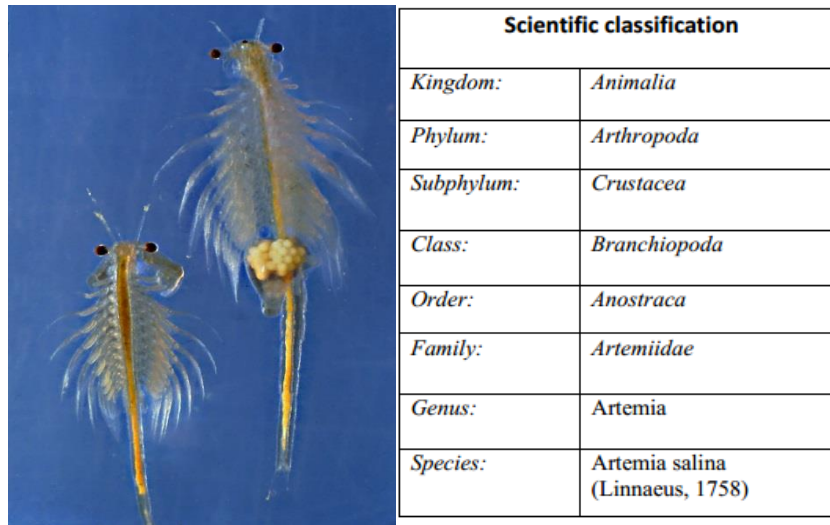 Scientific classification
Kingdom: Animalia
Phylum: Arthropoda
Subphylum: Crustacea
Class: Branchiopoda
Order: Anostraca
Family: Artemiidae
Genus: Artemia
Species: Artemia salina
(Linnaeus, 1758)